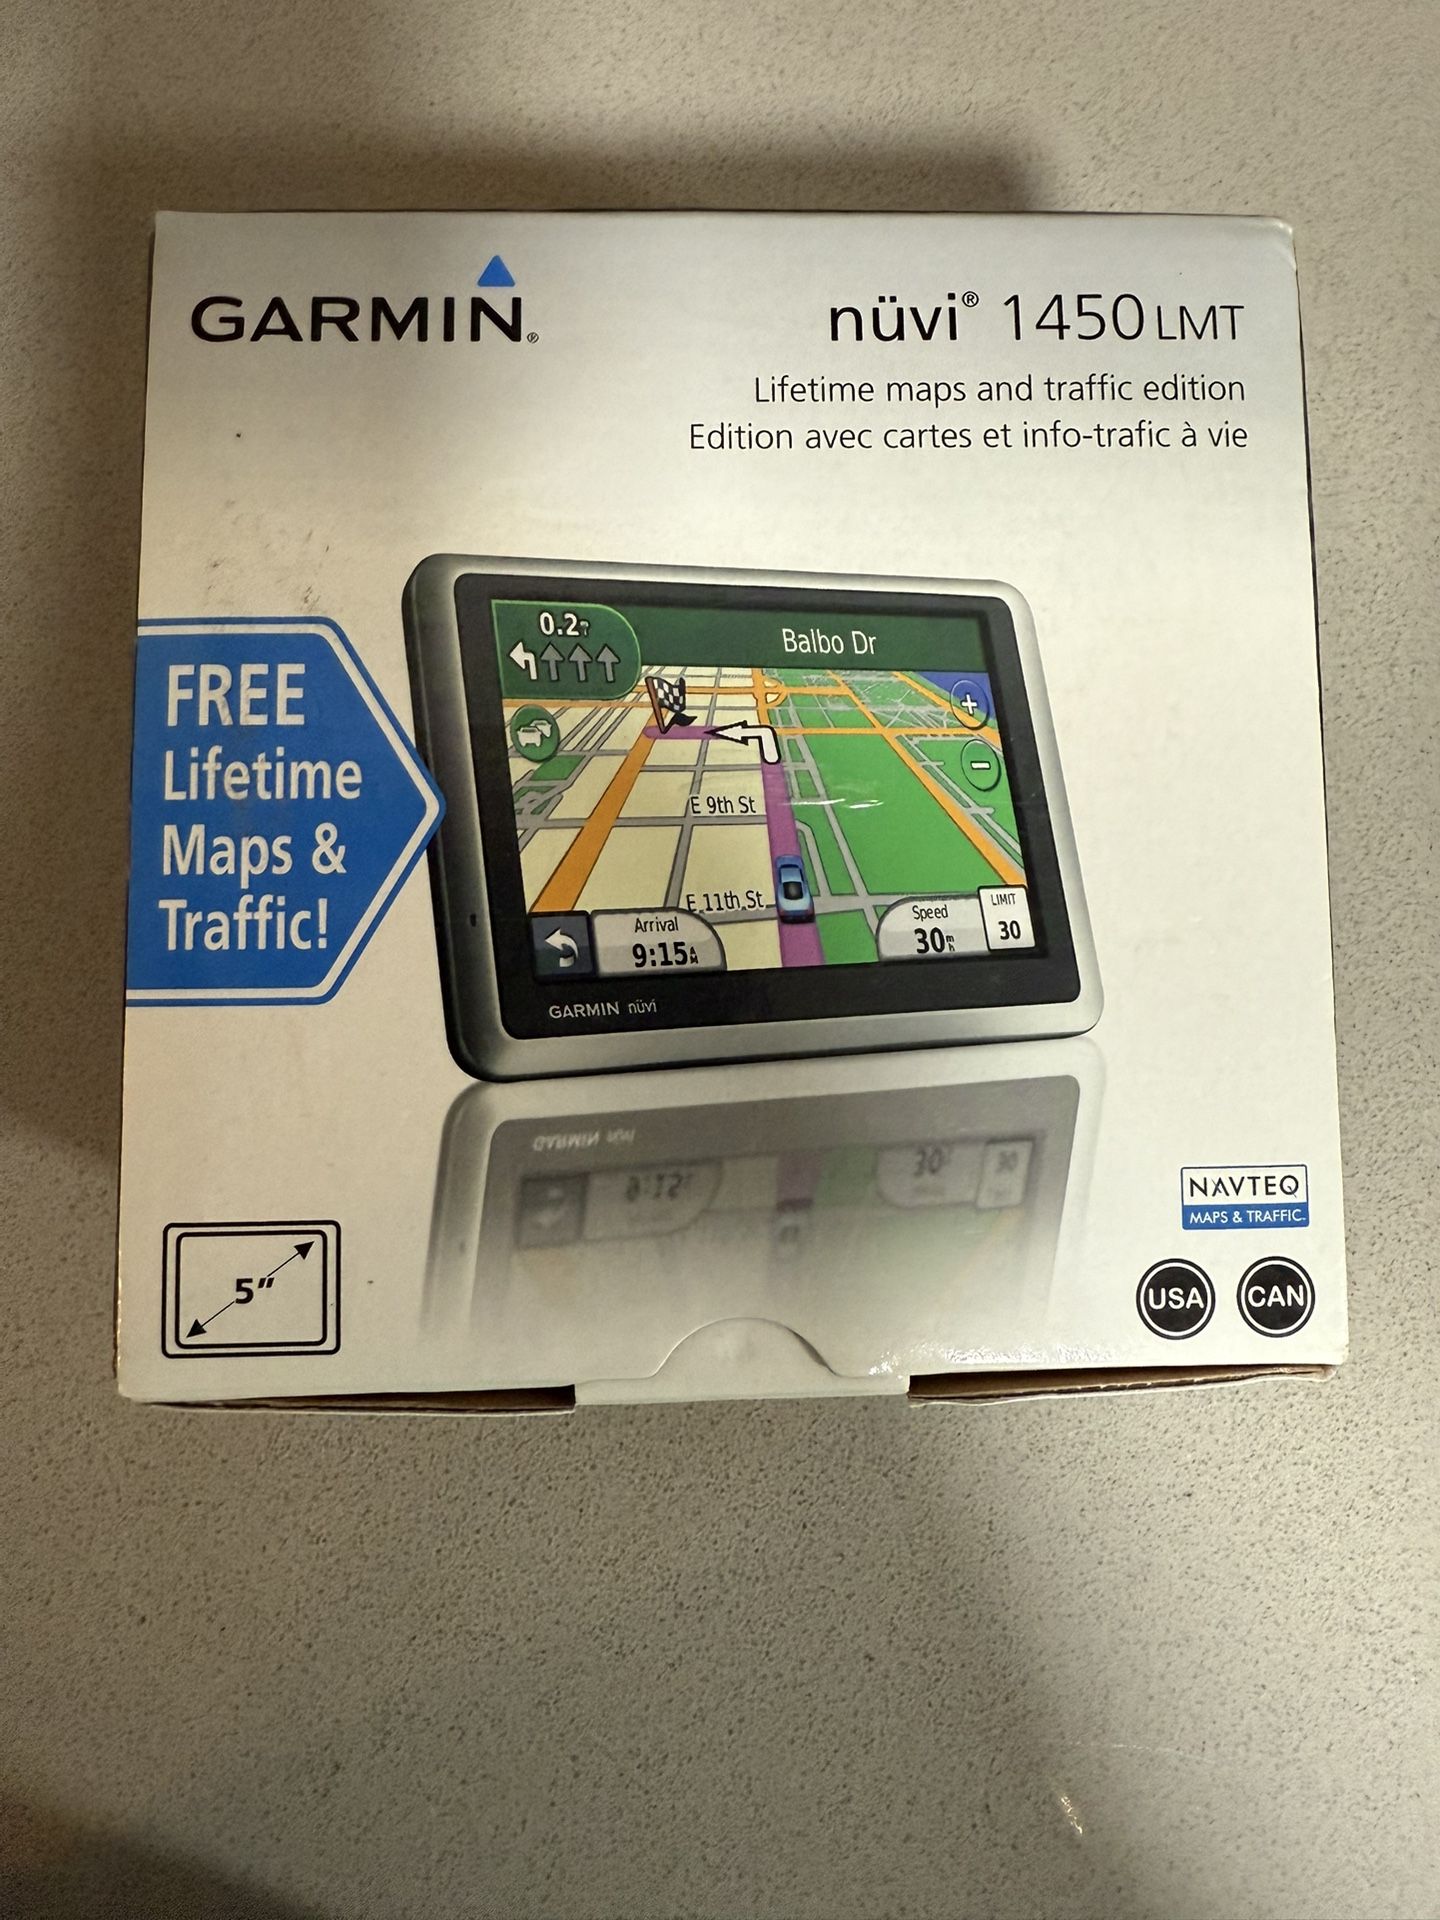 GARMIN®
nüvi® 1450LMT
Lifetime maps and traffic edition
Edition avec cartes et info-trafic à vie
FREE
Lifetime
Maps &
Traffic!
0.2
Balbo Dr
+
−
E 9th St
E 11th St
Arrival
9:15
Speed
30
LIMIT
30
GARMIN nüvi
NAVTEQ
MAPS & TRAFFIC
USA
CAN
5"